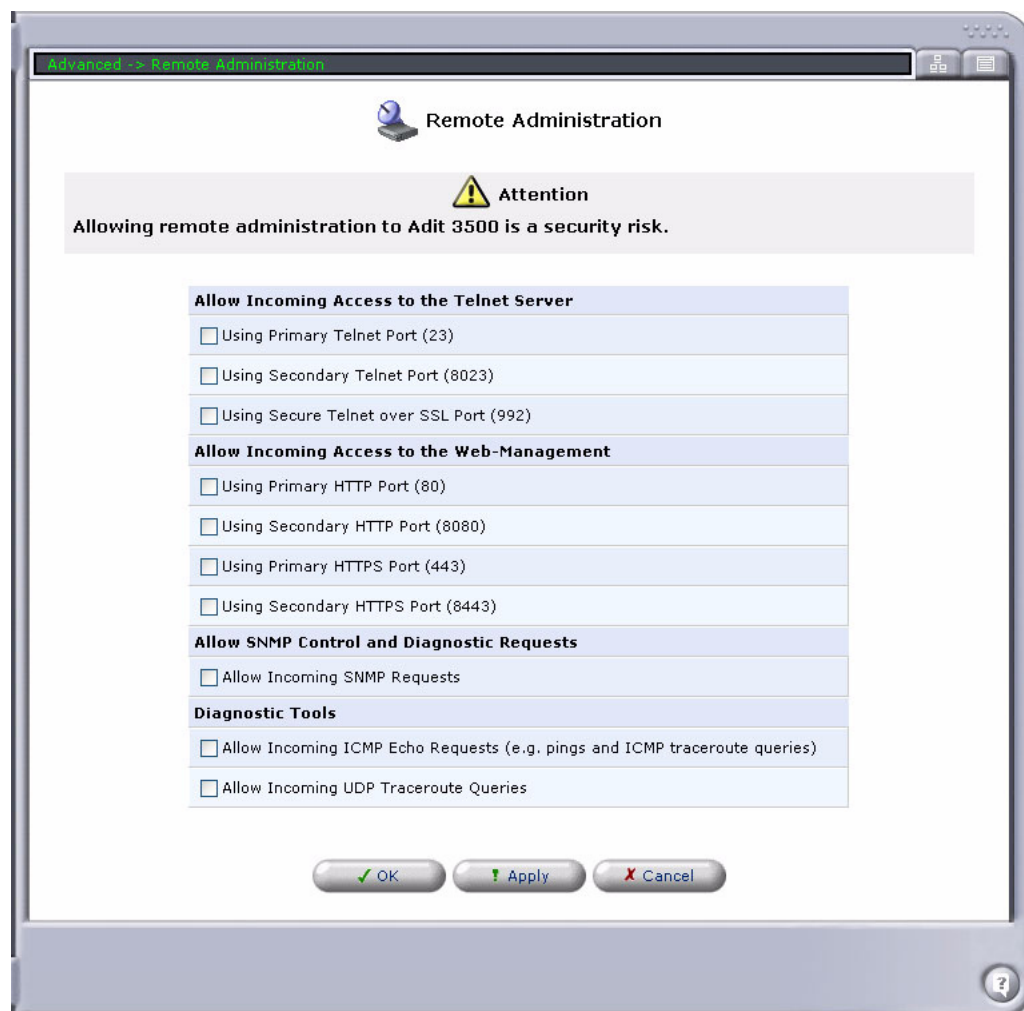 Advanced -> Remote Administration
Remote Administration
Attention
Allowing remote administration to Adit 3500 is a security risk.
Allow Incoming Access to the Telnet Server
Using Primary Telnet Port (23)
Using Secondary Telnet Port (8023)
Using Secure Telnet over SSL Port (992)
Allow Incoming Access to the Web-Management
Using Primary HTTP Port (80)
Using Secondary HTTP Port (8080)
Using Primary HTTPS Port (443)
Using Secondary HTTPS Port (8443)
Allow SNMP Control and Diagnostic Requests
Allow Incoming SNMP Requests
Diagnostic Tools
Allow Incoming ICMP Echo Requests (e.g. pings and ICMP traceroute queries)
Allow Incoming UDP Traceroute Queries
OK
Apply
Cancel